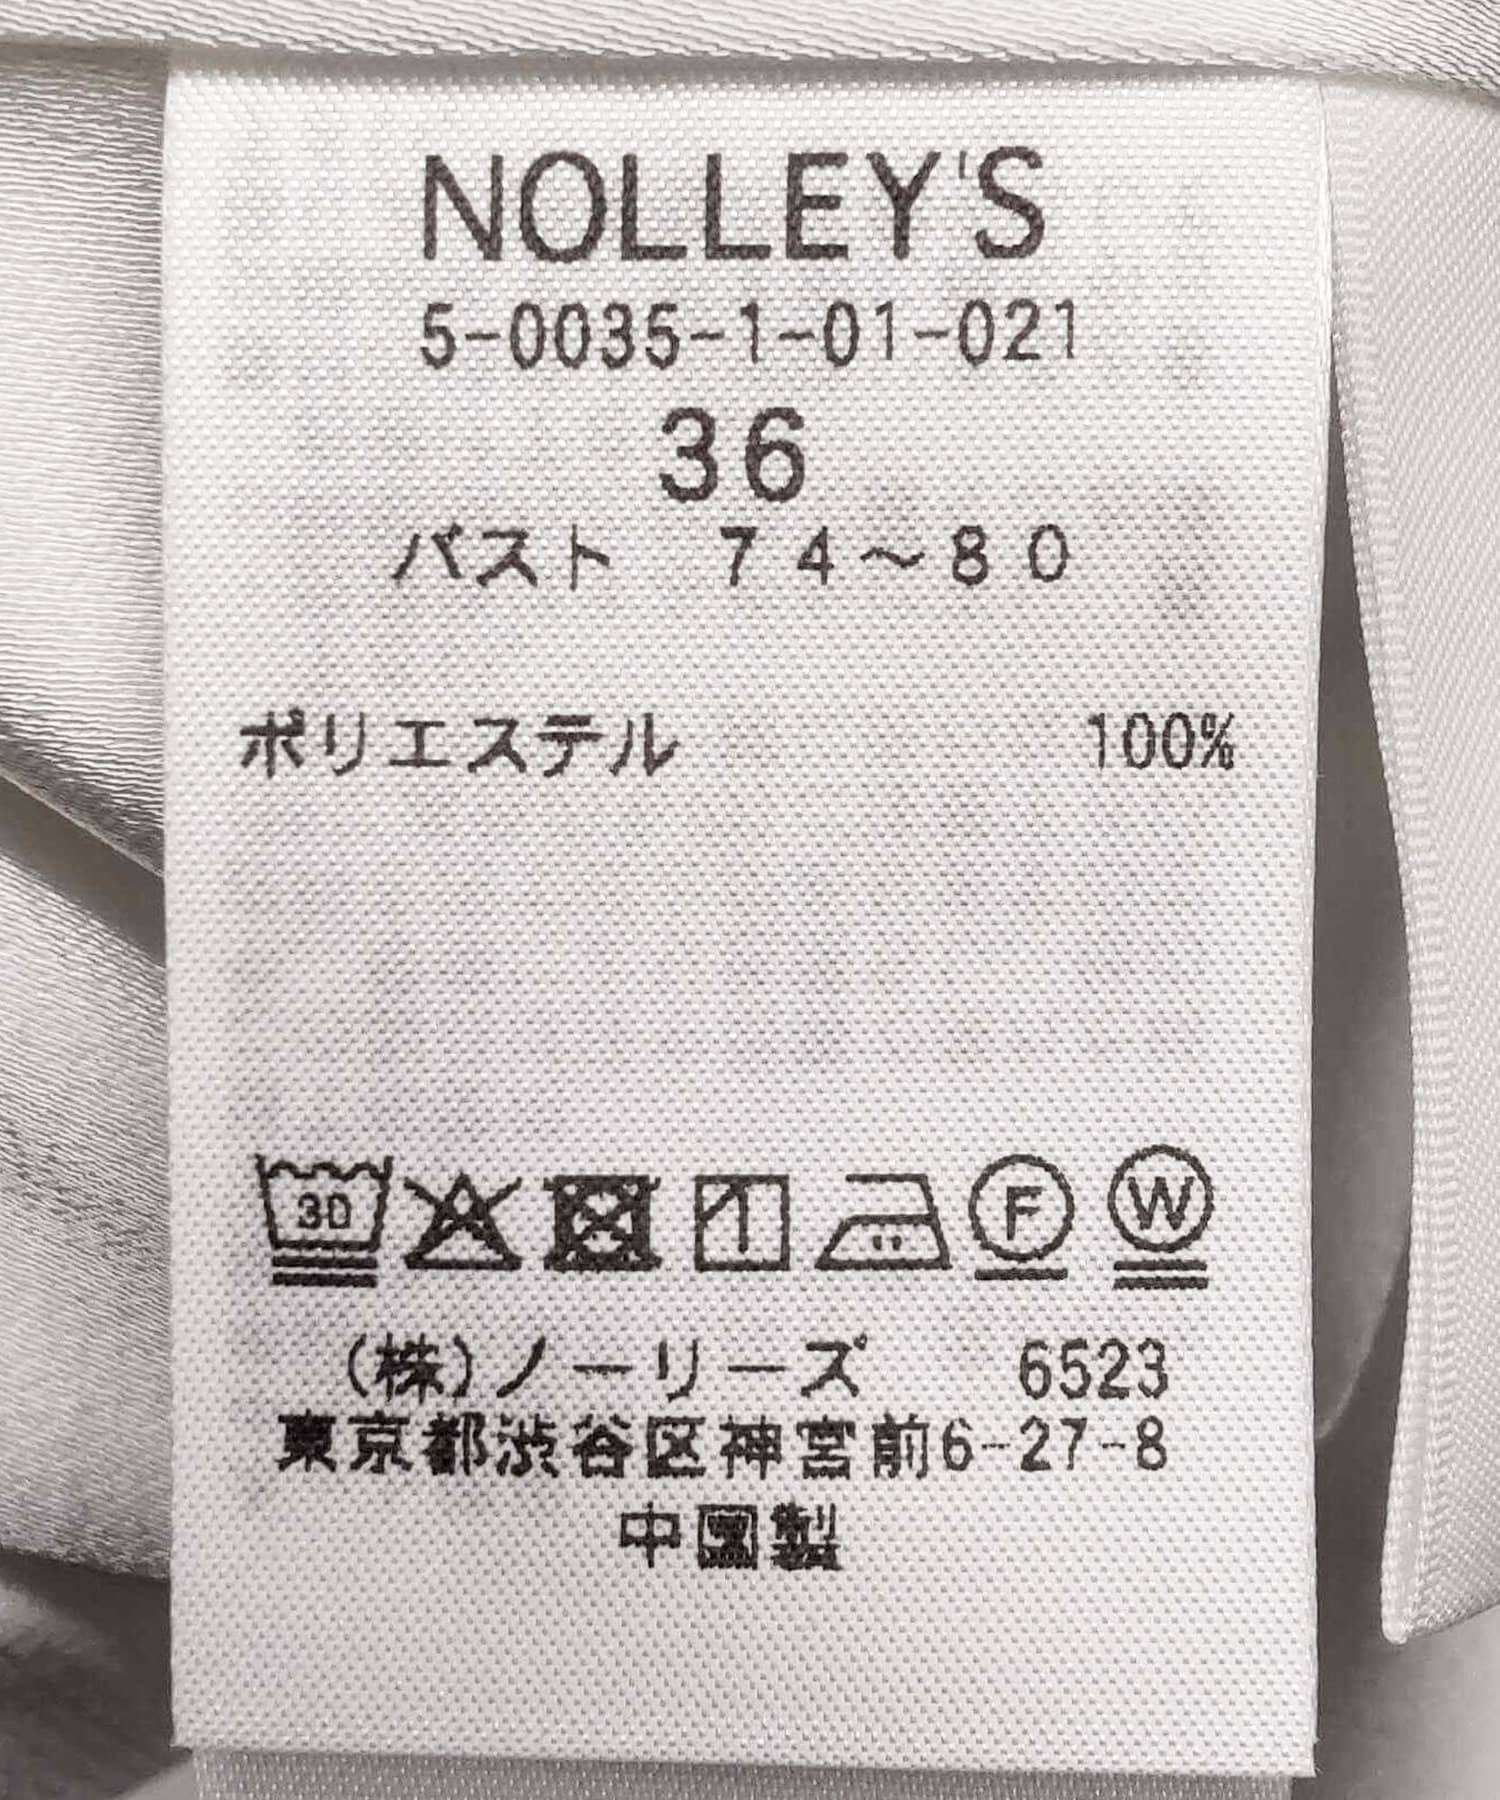 NOLLEY'S
5-0035-1-01-021
36
バスト　74～80
ポリエステル 100%
30 F W
(株)ノーリーズ 6523
東京都渋谷区神宮前6-27-8
中国製